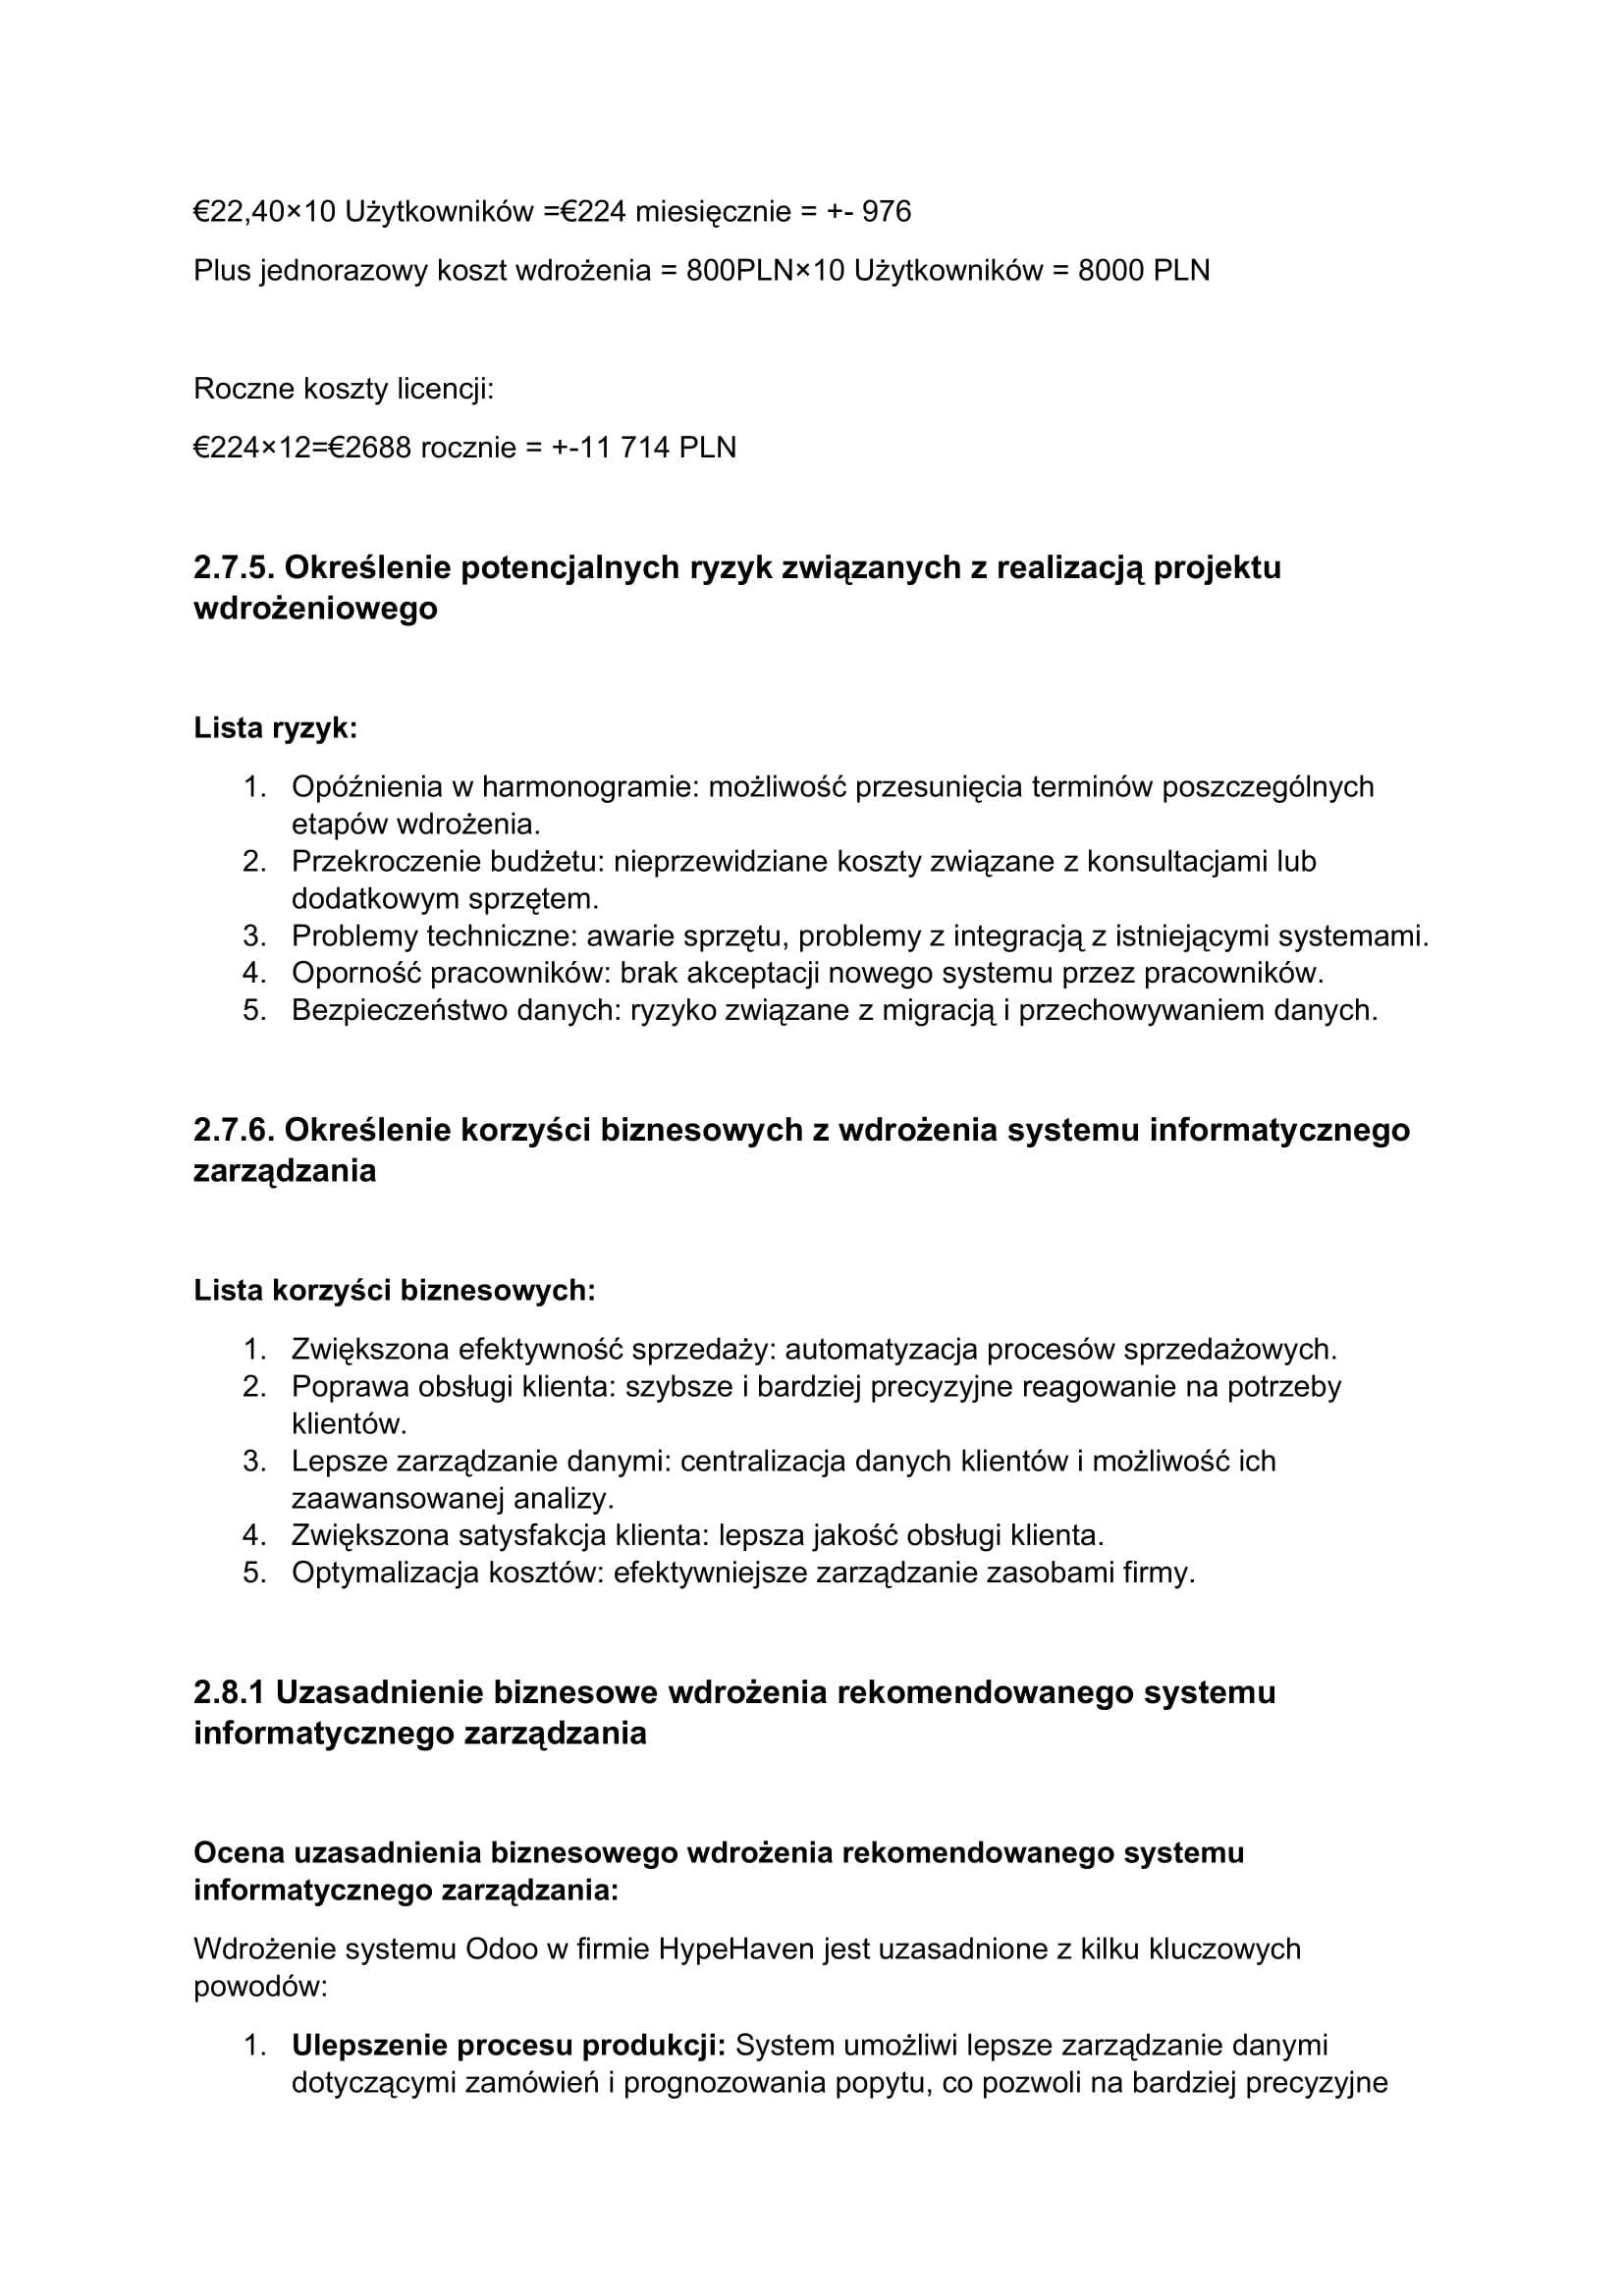 €22,40×10 Użytkowników =€224 miesięcznie = +- 976
Plus jednorazowy koszt wdrożenia = 800PLN×10 Użytkowników = 8000 PLN
Roczne koszty licencji:
€224×12=€2688 rocznie = +-11 714 PLN
2.7.5. Określenie potencjalnych ryzyk związanych z realizacją projektu
wdrożeniowego
Lista ryzyk:
1. Opóźnienia w harmonogramie: możliwość przesunięcia terminów poszczególnych
etapów wdrożenia.
2. Przekroczenie budżetu: nieprzewidziane koszty związane z konsultacjami lub
dodatkowym sprzętem.
3. Problemy techniczne: awarie sprzętu, problemy z integracją z istniejącymi systemami.
4. Oporność pracowników: brak akceptacji nowego systemu przez pracowników.
5. Bezpieczeństwo danych: ryzyko związane z migracją i przechowywaniem danych.
2.7.6. Określenie korzyści biznesowych z wdrożenia systemu informatycznego
zarządzania
Lista korzyści biznesowych:
1. Zwiększona efektywność sprzedaży: automatyzacja procesów sprzedażowych.
2. Poprawa obsługi klienta: szybsze i bardziej precyzyjne reagowanie na potrzeby
klientów.
3. Lepsze zarządzanie danymi: centralizacja danych klientów i możliwość ich
zaawansowanej analizy.
4. Zwiększona satysfakcja klienta: lepsza jakość obsługi klienta.
5. Optymalizacja kosztów: efektywniejsze zarządzanie zasobami firmy.
2.8.1 Uzasadnienie biznesowe wdrożenia rekomendowanego systemu
informatycznego zarządzania
Ocena uzasadnienia biznesowego wdrożenia rekomendowanego systemu
informatycznego zarządzania:
Wdrożenie systemu Odoo w firmie HypeHaven jest uzasadnione z kilku kluczowych
powodów:
1. Ulepszenie procesu produkcji: System umożliwi lepsze zarządzanie danymi
dotyczącymi zamówień i prognozowania popytu, co pozwoli na bardziej precyzyjne